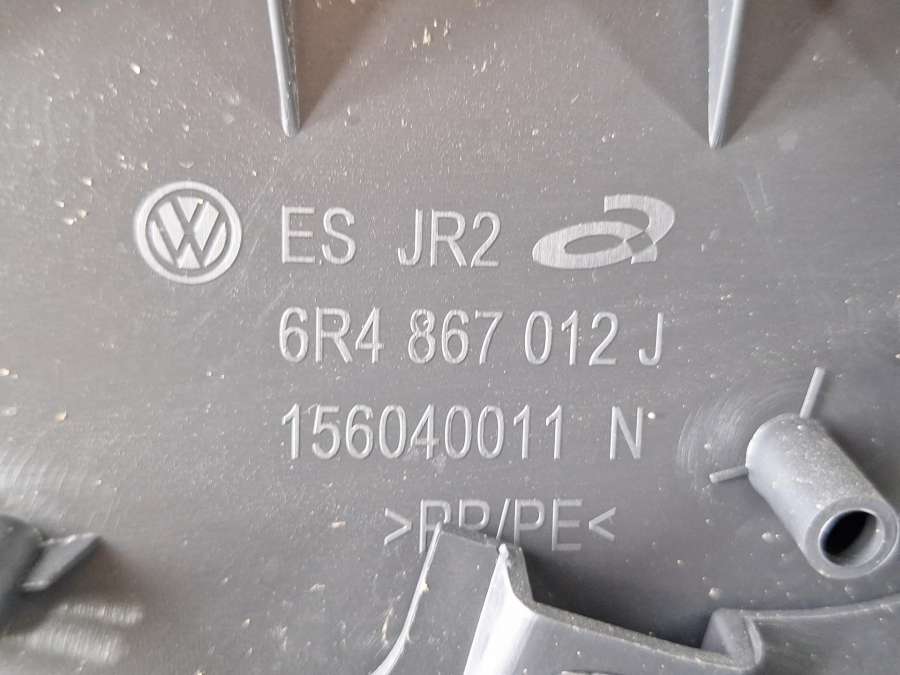 ES JR2
6R4 867 012 J
156040011 N
>PP/PE<